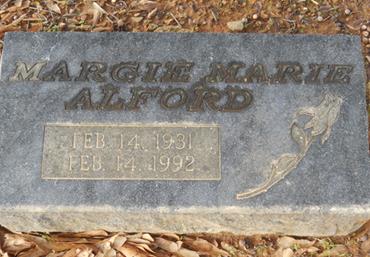 MARGIE MARIE
ALFORD
FEB. 14, 1931
FEB. 14, 1992